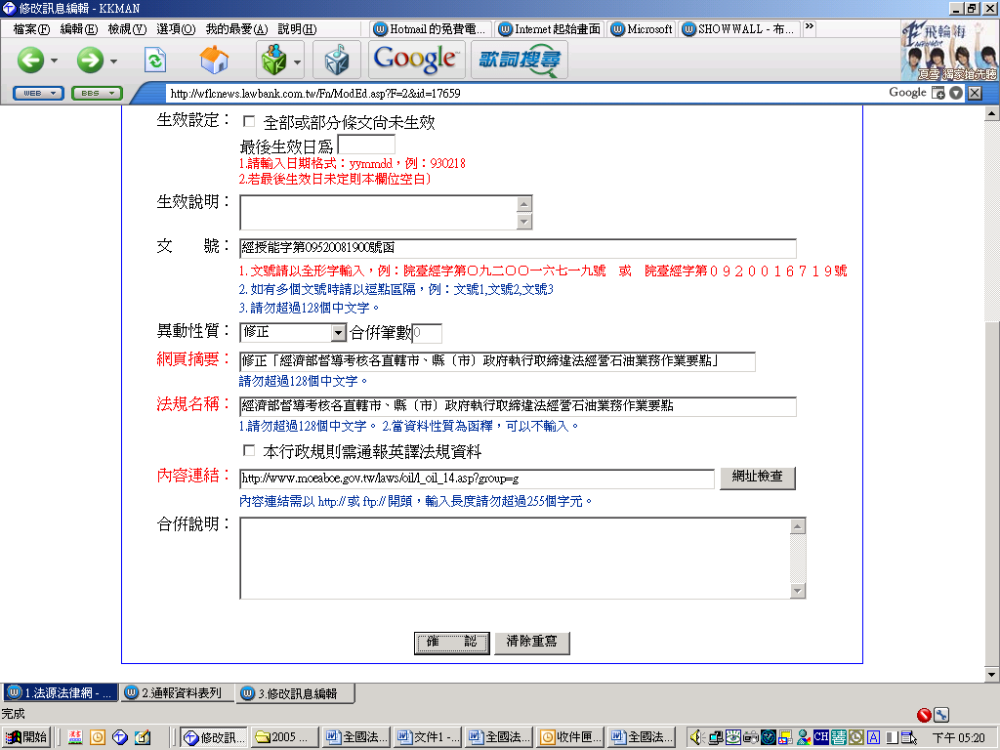 修改訊息編輯 - KKMAN
檔案(F) 編輯(E) 檢視(V) 選項(O) 我的最愛(A) 說明(H) Hotmail 的免費電... Internet 起始畫面 Microsoft SHOWWALL - 布... »
Google™ 歌詞搜尋
飛輪海
夏雪 獨家搶先聽
WEB BBS http://wflcnews.lawbank.com.tw/Fn/ModEd.asp?F=2&id=17659 Google
生效設定： 全部或部分條文尚未生效
最後生效日為
1.請輸入日期格式：yymmdd，例：930218
2.若最後生效日未定則本欄位空白)
生效說明：
文　　號： 經授能字第09520081900號函
1. 文號請以全形字輸入，例：院臺經字第〇九二〇〇一六七一九號　或　院臺經字第０９２００１６７１９號
2. 如有多個文號時請以逗點區隔，例：文號1,文號2,文號3
3. 請勿超過128個中文字。
異動性質： 修正 合併筆數 0
網頁摘要： 修正「經濟部督導考核各直轄市、縣（市）政府執行取締違法經營石油業務作業要點」
請勿超過128個中文字。
法規名稱： 經濟部督導考核各直轄市、縣（市）政府執行取締違法經營石油業務作業要點
1.請勿超過128個中文字。 2.當資料性質為函釋，可以不輸入。
本行政規則需通報英譯法規資料
內容連結： http://www.moeaboe.gov.tw/laws/oil/l_oil_14.asp?group=g 網址檢查
內容連結需以 http:// 或 ftp:// 開頭，輸入長度請勿超過255個字元。
合併說明：
確　　認 清除重寫
1.法源法律網 - ... 2.通報資料表列 3.修改訊息編輯
完成
開始 修改訊... 2005 ... 全國法... 文件1 -... 全國法... 收件匣... 全國法... CH A 下午 05:20